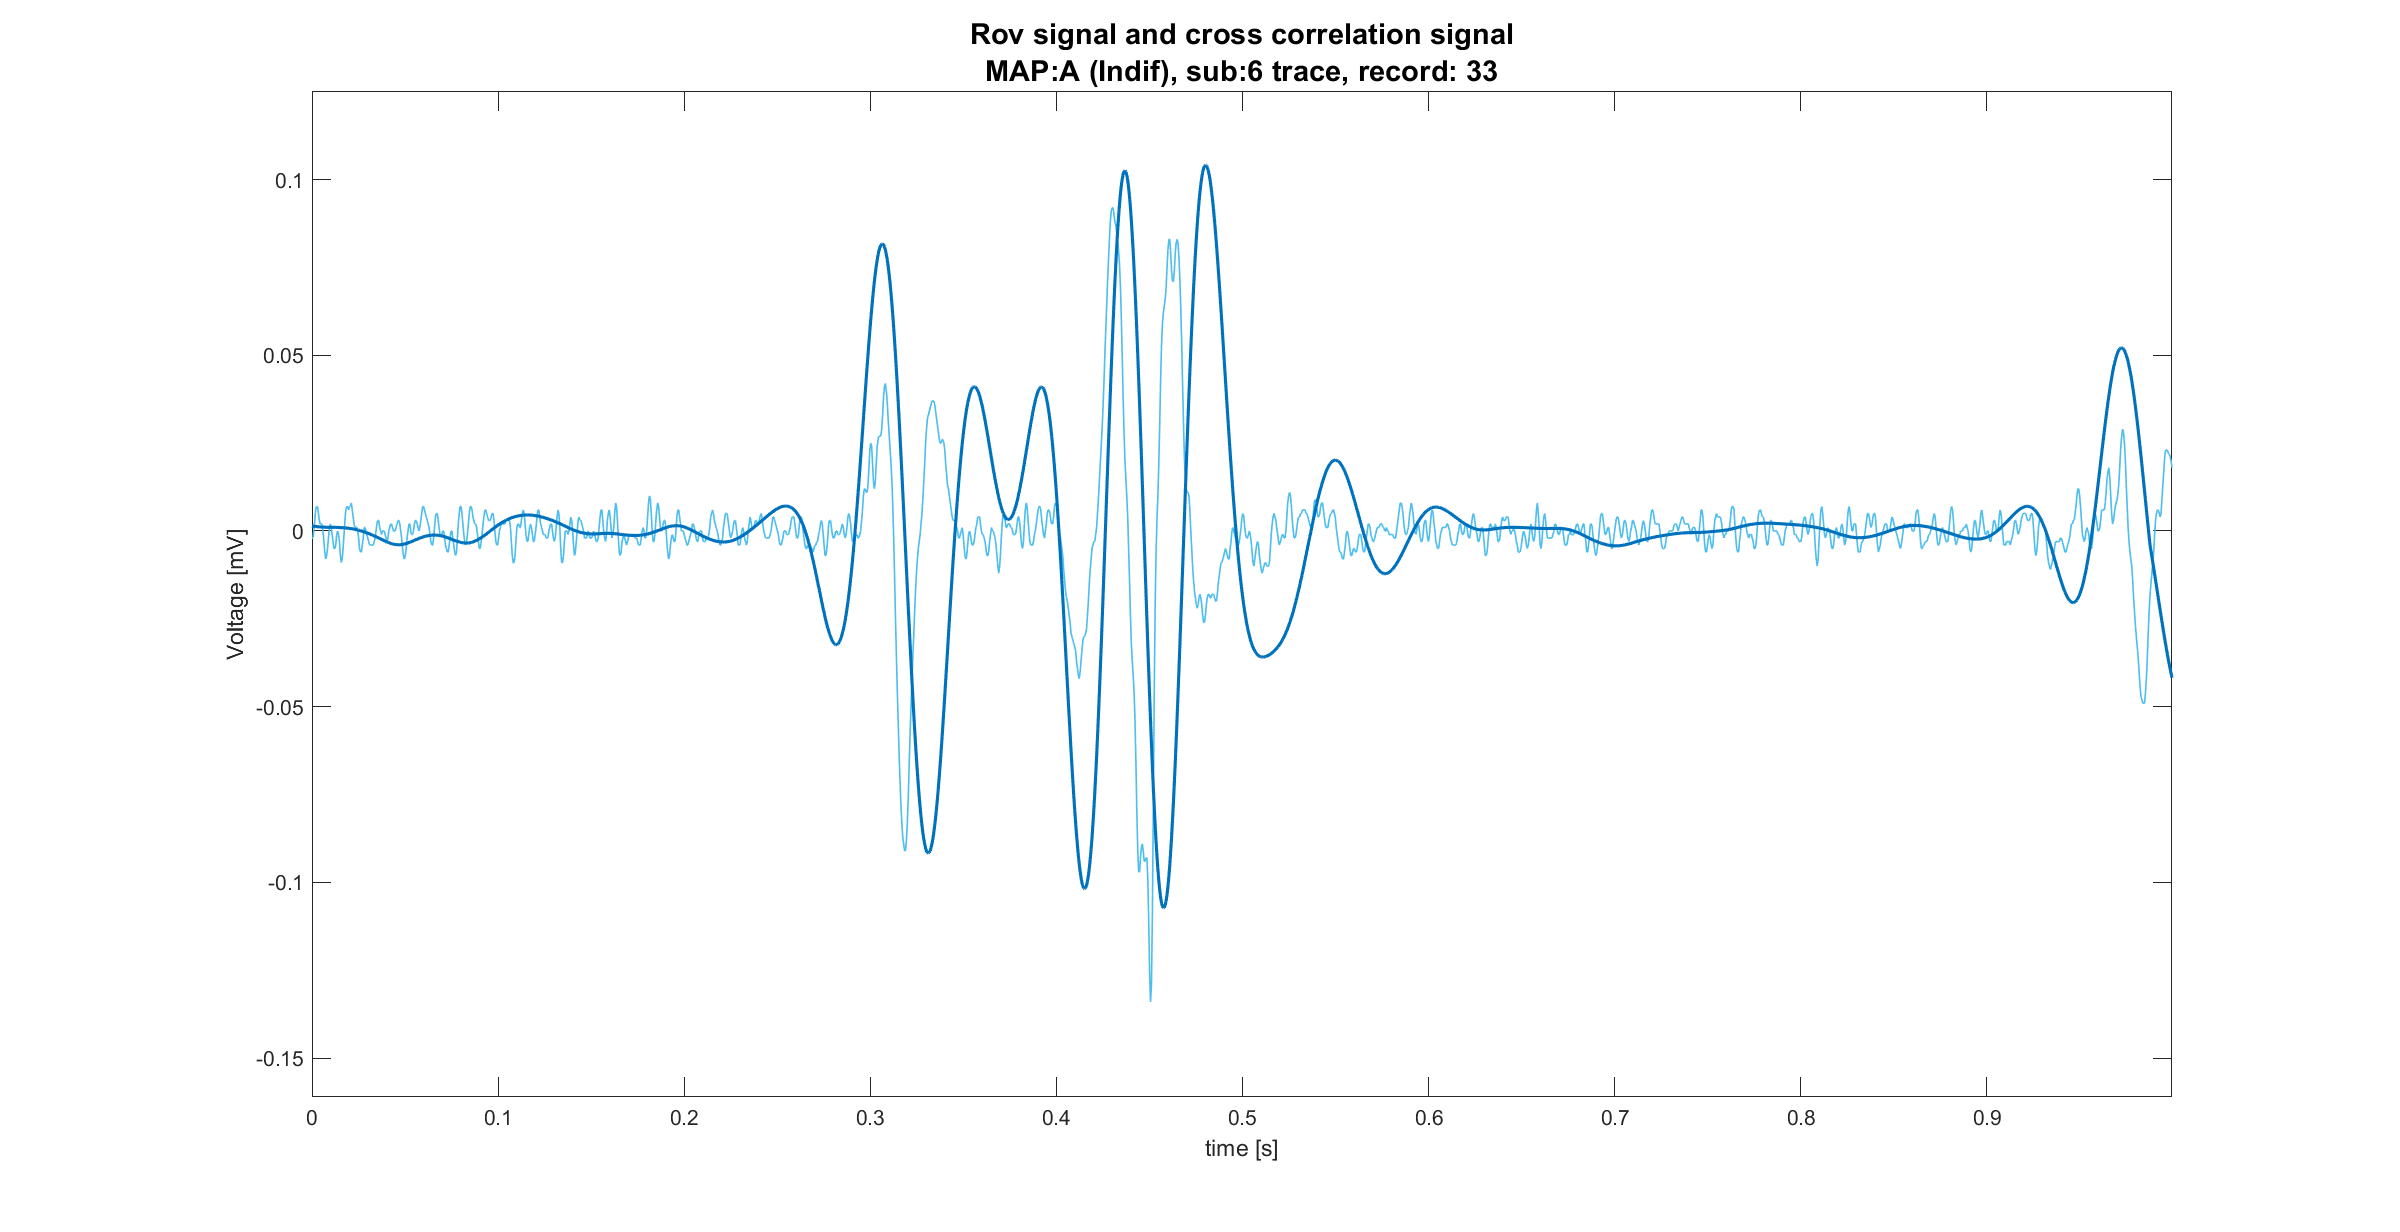 Rov signal and cross correlation signal
MAP:A (Indif), sub:6 trace, record: 33
0.1
0.05
0
-0.05
-0.1
-0.15
Voltage [mV]
0 0.1 0.2 0.3 0.4 0.5 0.6 0.7 0.8 0.9
time [s]